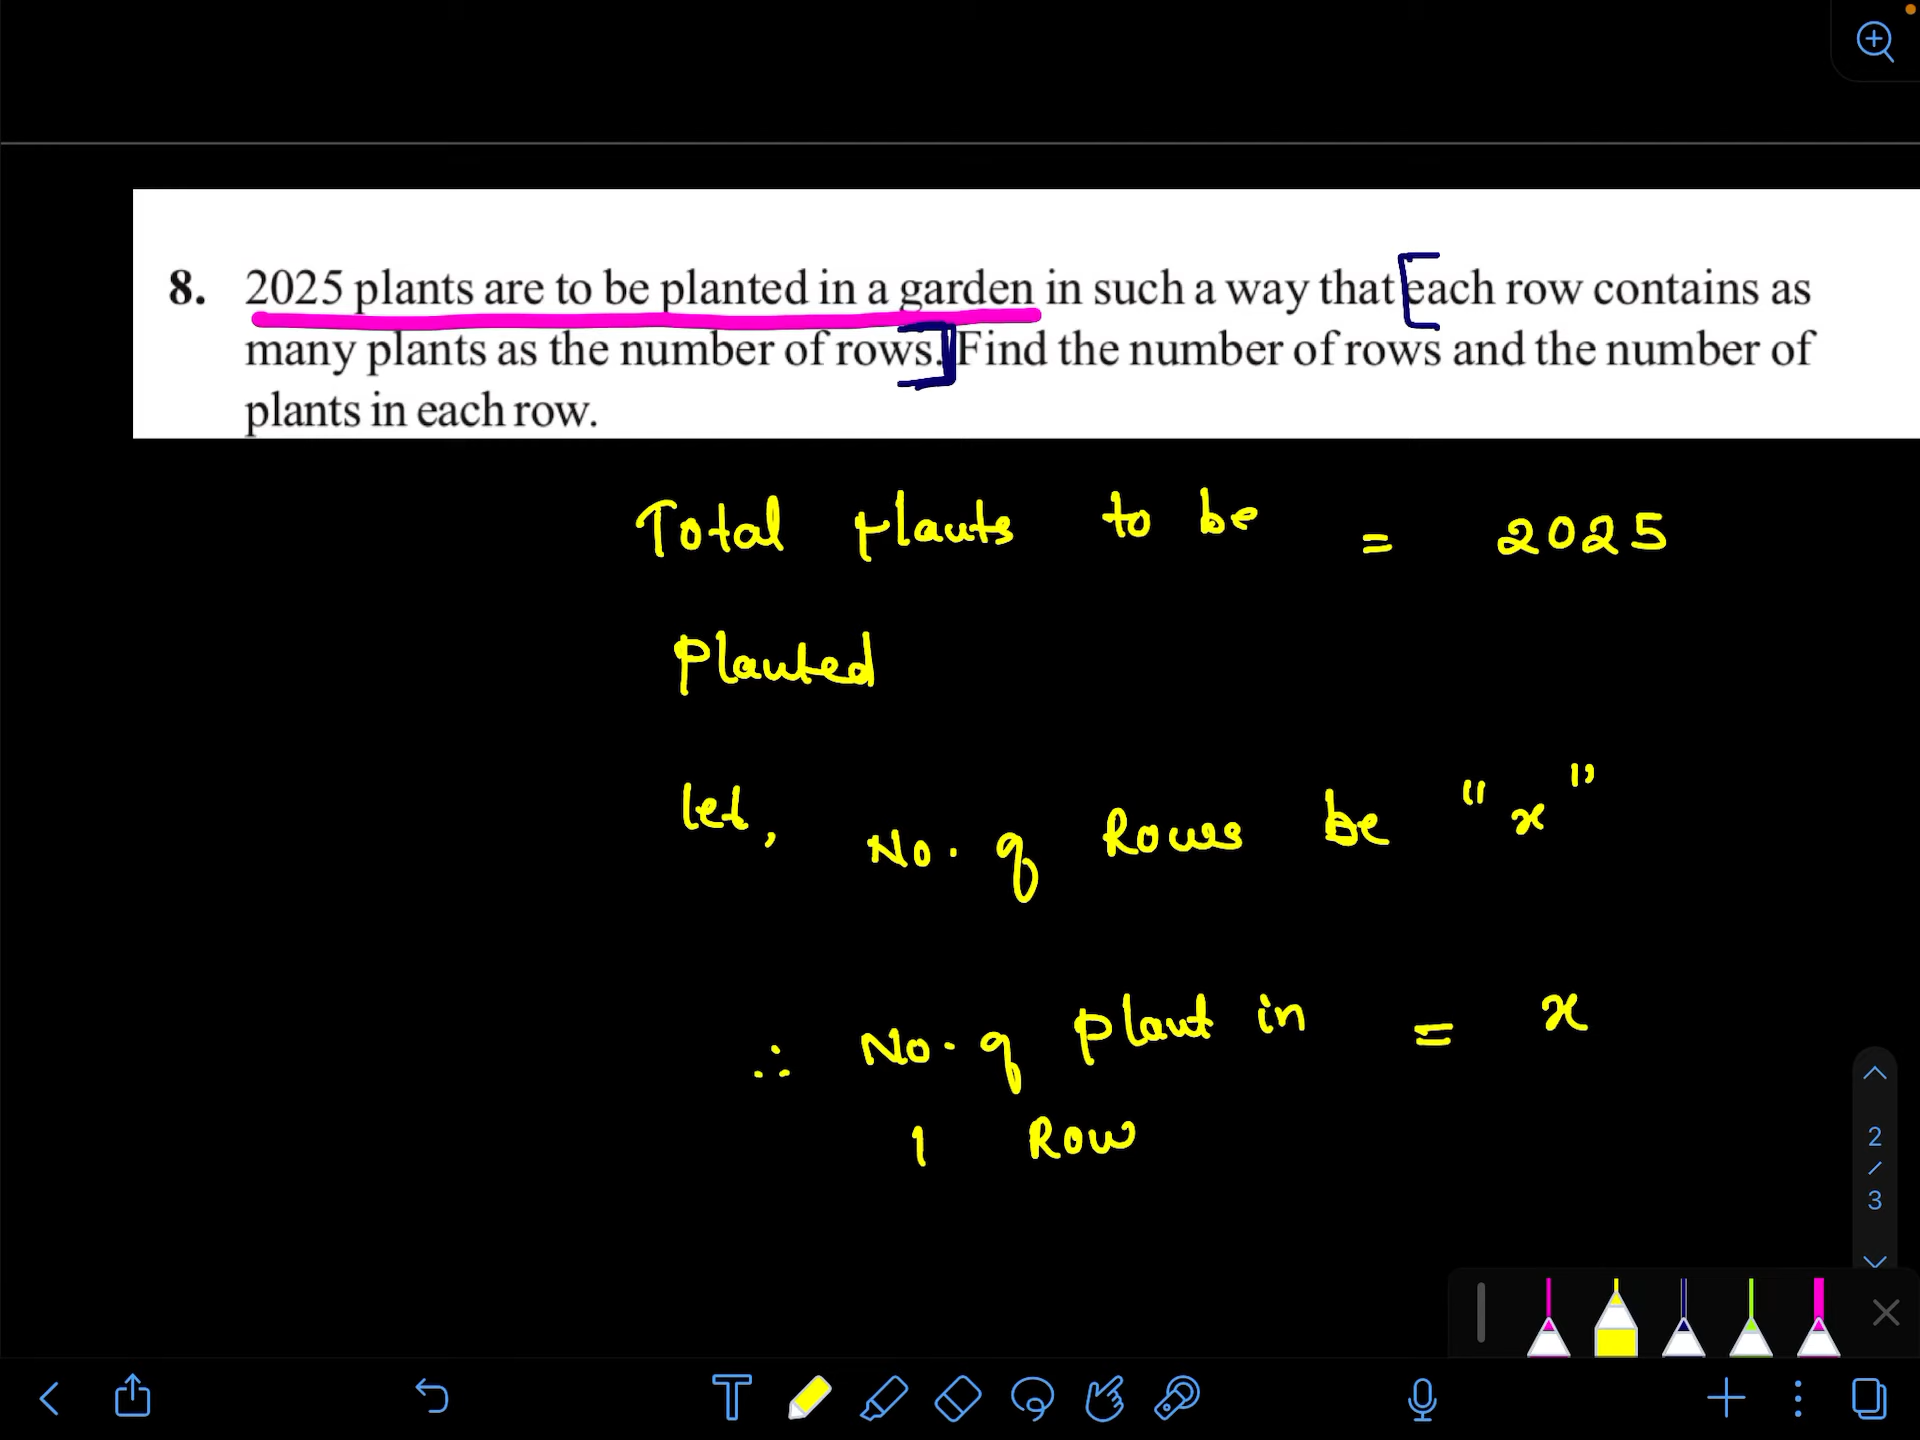 8. 2025 plants are to be planted in a garden in such a way that [each row contains as
many plants as the number of rows.] Find the number of rows and the number of
plants in each row.
Total plants to be = 2025
Planted
let, No. of Rows be "x"
∴ No. of plant in = x
1 Row
2
/
3
T